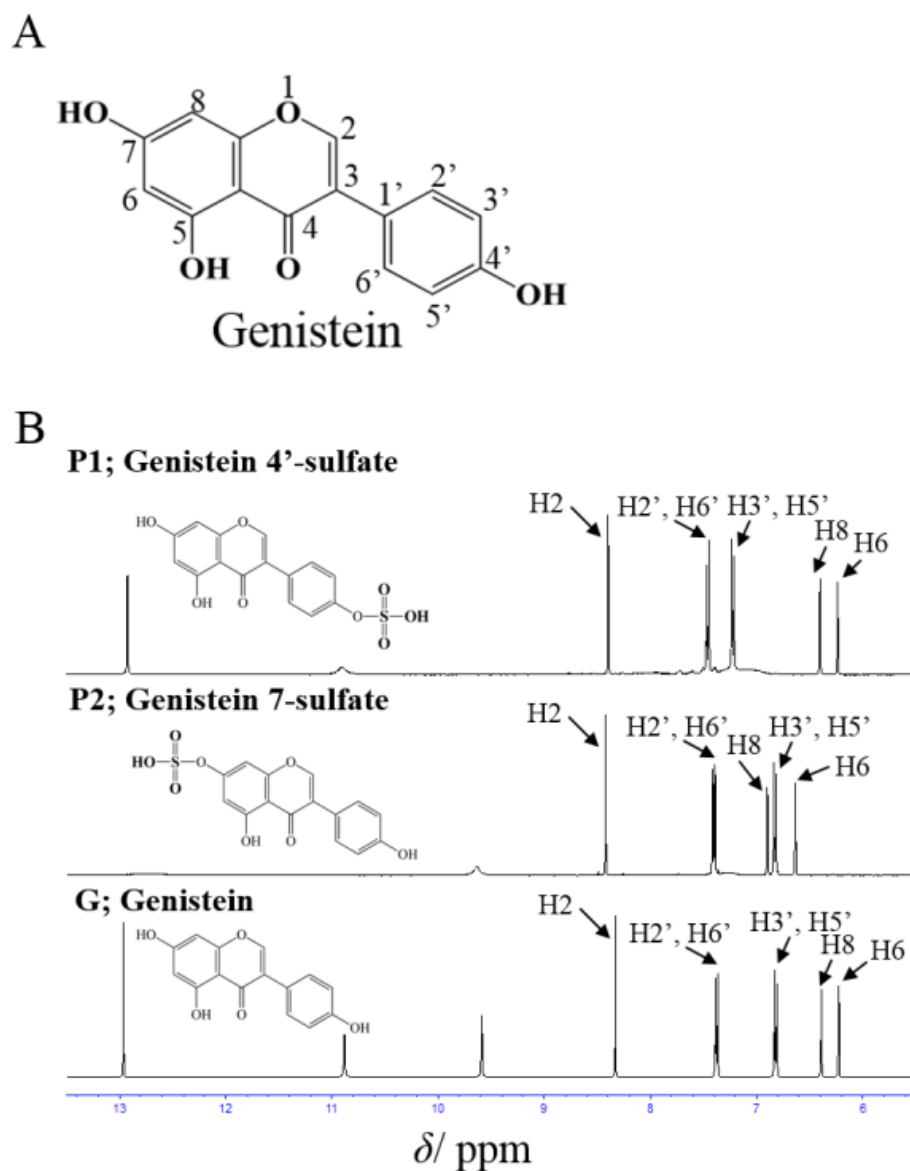 A
HO
8
1
O
2
7
3
6
1'
2'
3'
5
4
4'
6'
OH
O
5'
OH
Genistein
B
P1; Genistein 4'-sulfate
H2
H2', H6'
H3', H5'
H8
H6
HO
O
O
S
OH
OH
O
O
O
P2; Genistein 7-sulfate
H2
H2', H6'
H8
H3', H5'
H6
O
HO
S
O
O
O
OH
O
OH
G; Genistein
H2
H2', H6'
H3', H5'
H8
H6
HO
O
OH
O
OH
13 12 11 10 9 8 7 6
δ/ ppm